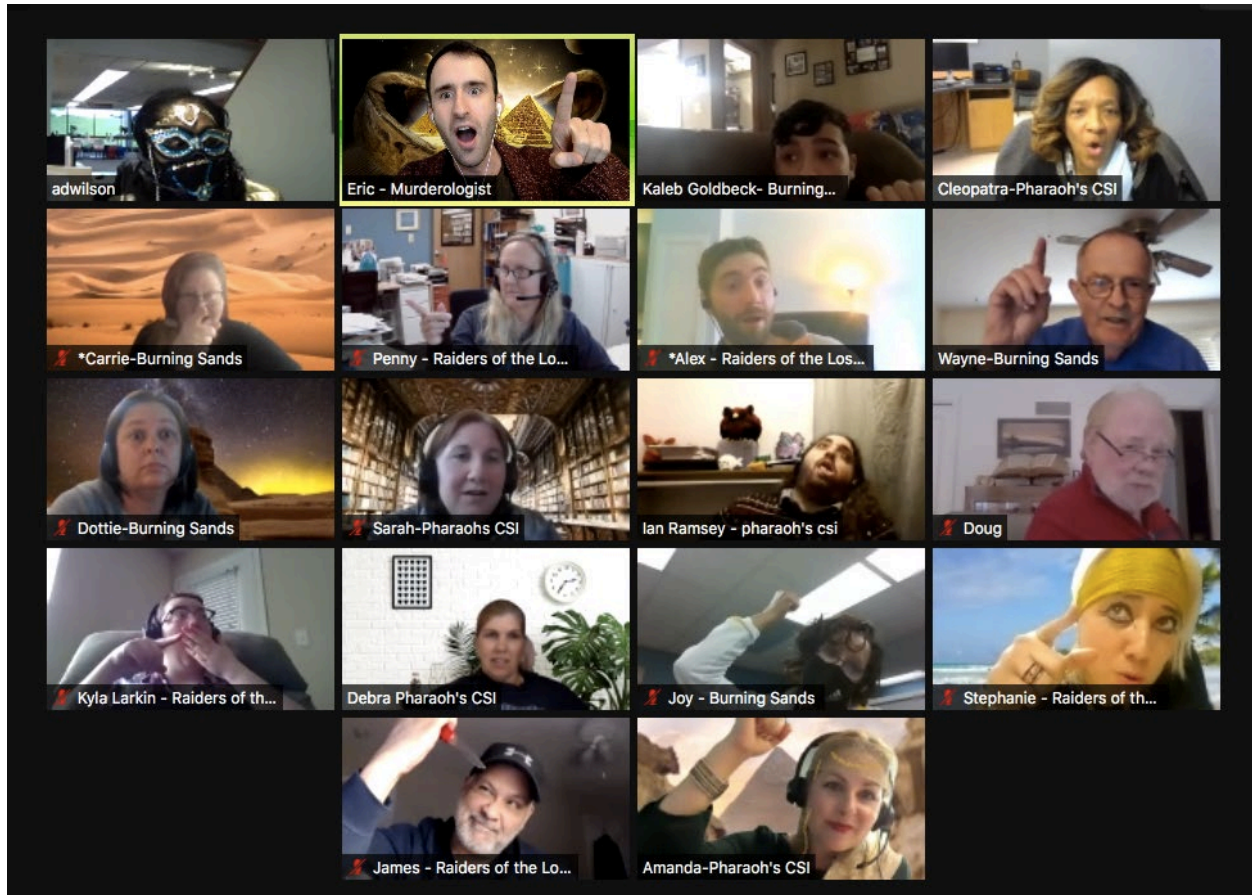 adwilson
Eric - Murderologist
Kaleb Goldbeck- Burning...
Cleopatra-Pharaoh's CSI
*Carrie-Burning Sands
Penny - Raiders of the Lo...
*Alex - Raiders of the Los...
Wayne-Burning Sands
Dottie-Burning Sands
Sarah-Pharaohs CSI
Ian Ramsey - pharaoh's csi
Doug
Kyla Larkin - Raiders of th...
Debra Pharaoh's CSI
Joy - Burning Sands
Stephanie - Raiders of th...
James - Raiders of the Lo...
Amanda-Pharaoh's CSI